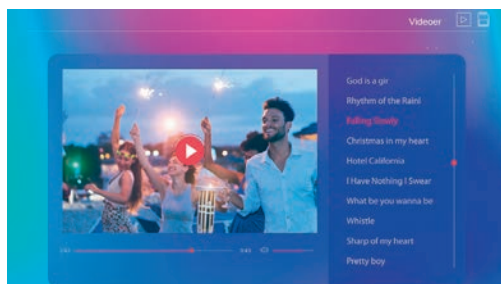 Videoer
God is a gir
Rhythm of the Rainl
Falling Slowly
Christmas in my heart
Hotel California
I Have Nothing I Swear
What be you wanna be
Whistle
Sharp of my heart
Pretty boy